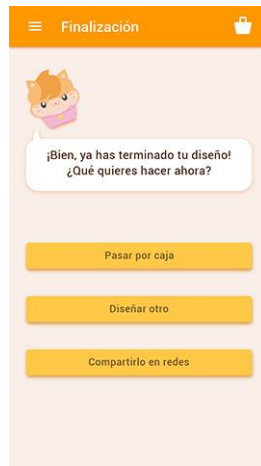 Finalización
¡Bien, ya has terminado tu diseño!
¿Qué quieres hacer ahora?
Pasar por caja
Diseñar otro
Compartirlo en redes